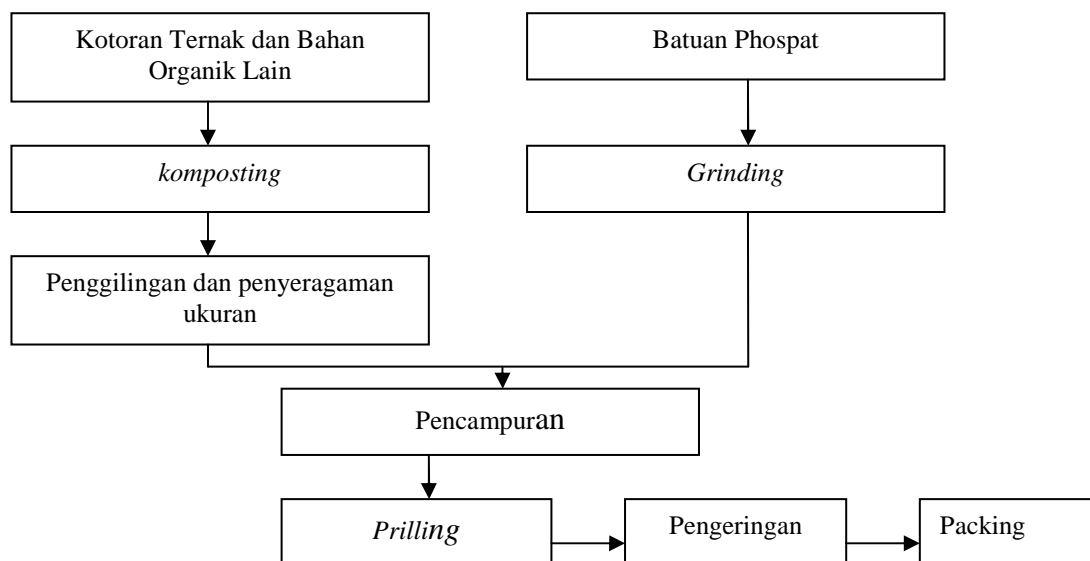 Kotoran Ternak dan Bahan
Organik Lain
Batuan Phospat
komposting
Grinding
Penggilingan dan penyeragaman
ukuran
Pencampuran
Prilling
Pengeringan
Packing